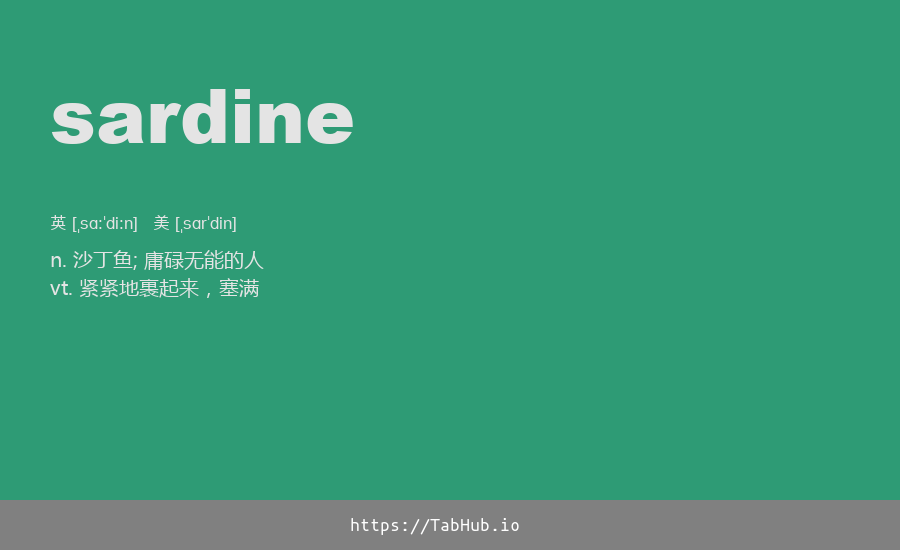 sardine
英 [ˌsɑːˈdiːn] 美 [ˌsɑrˈdin]
n. 沙丁鱼; 庸碌无能的人
vt. 紧紧地裹起来，塞满
https://TabHub.io